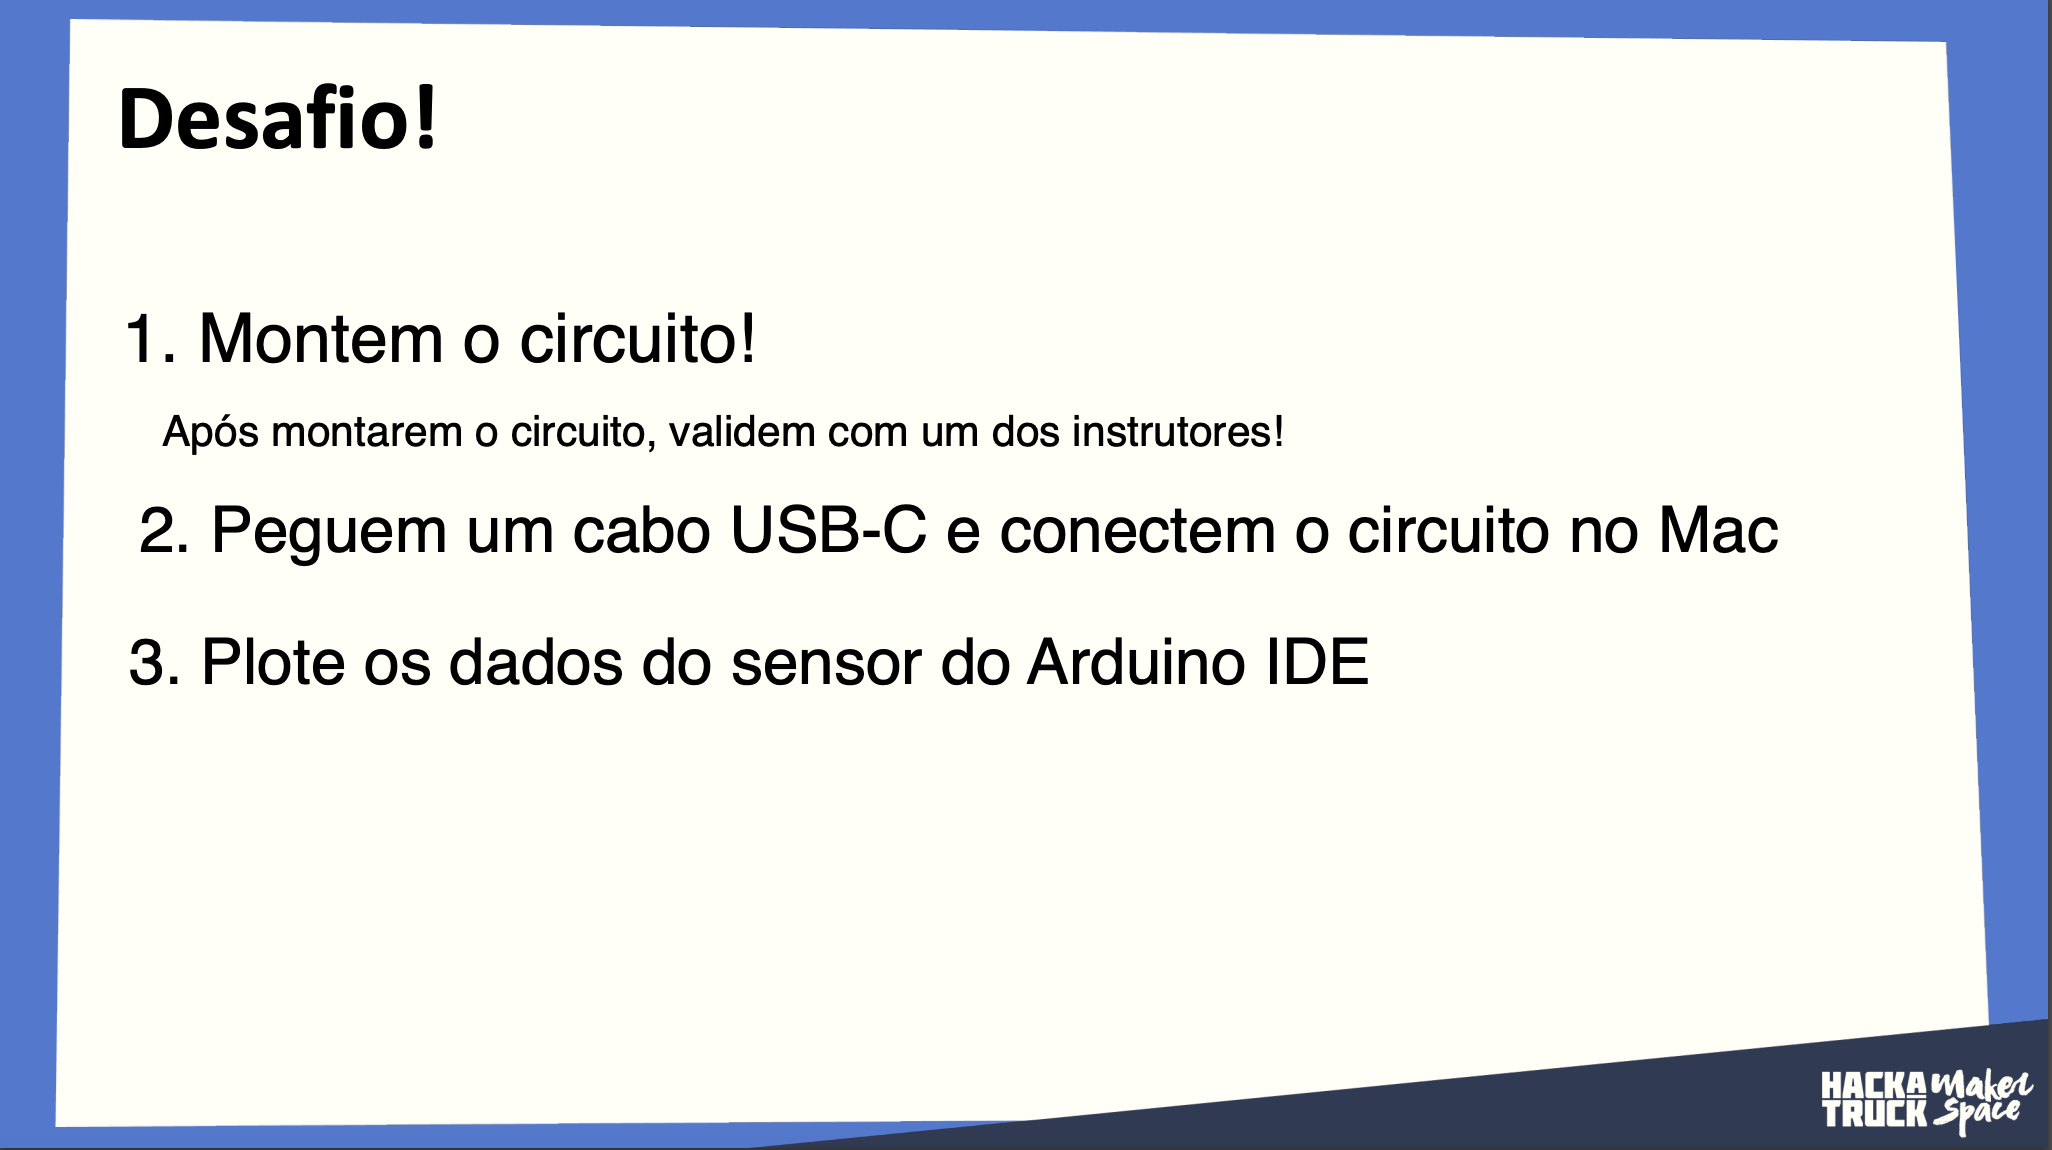 Desafio!
1. Montem o circuito!
Após montarem o circuito, validem com um dos instrutores!
2. Peguem um cabo USB-C e conectem o circuito no Mac
3. Plote os dados do sensor do Arduino IDE
HACKA Maker
TRUCK Space